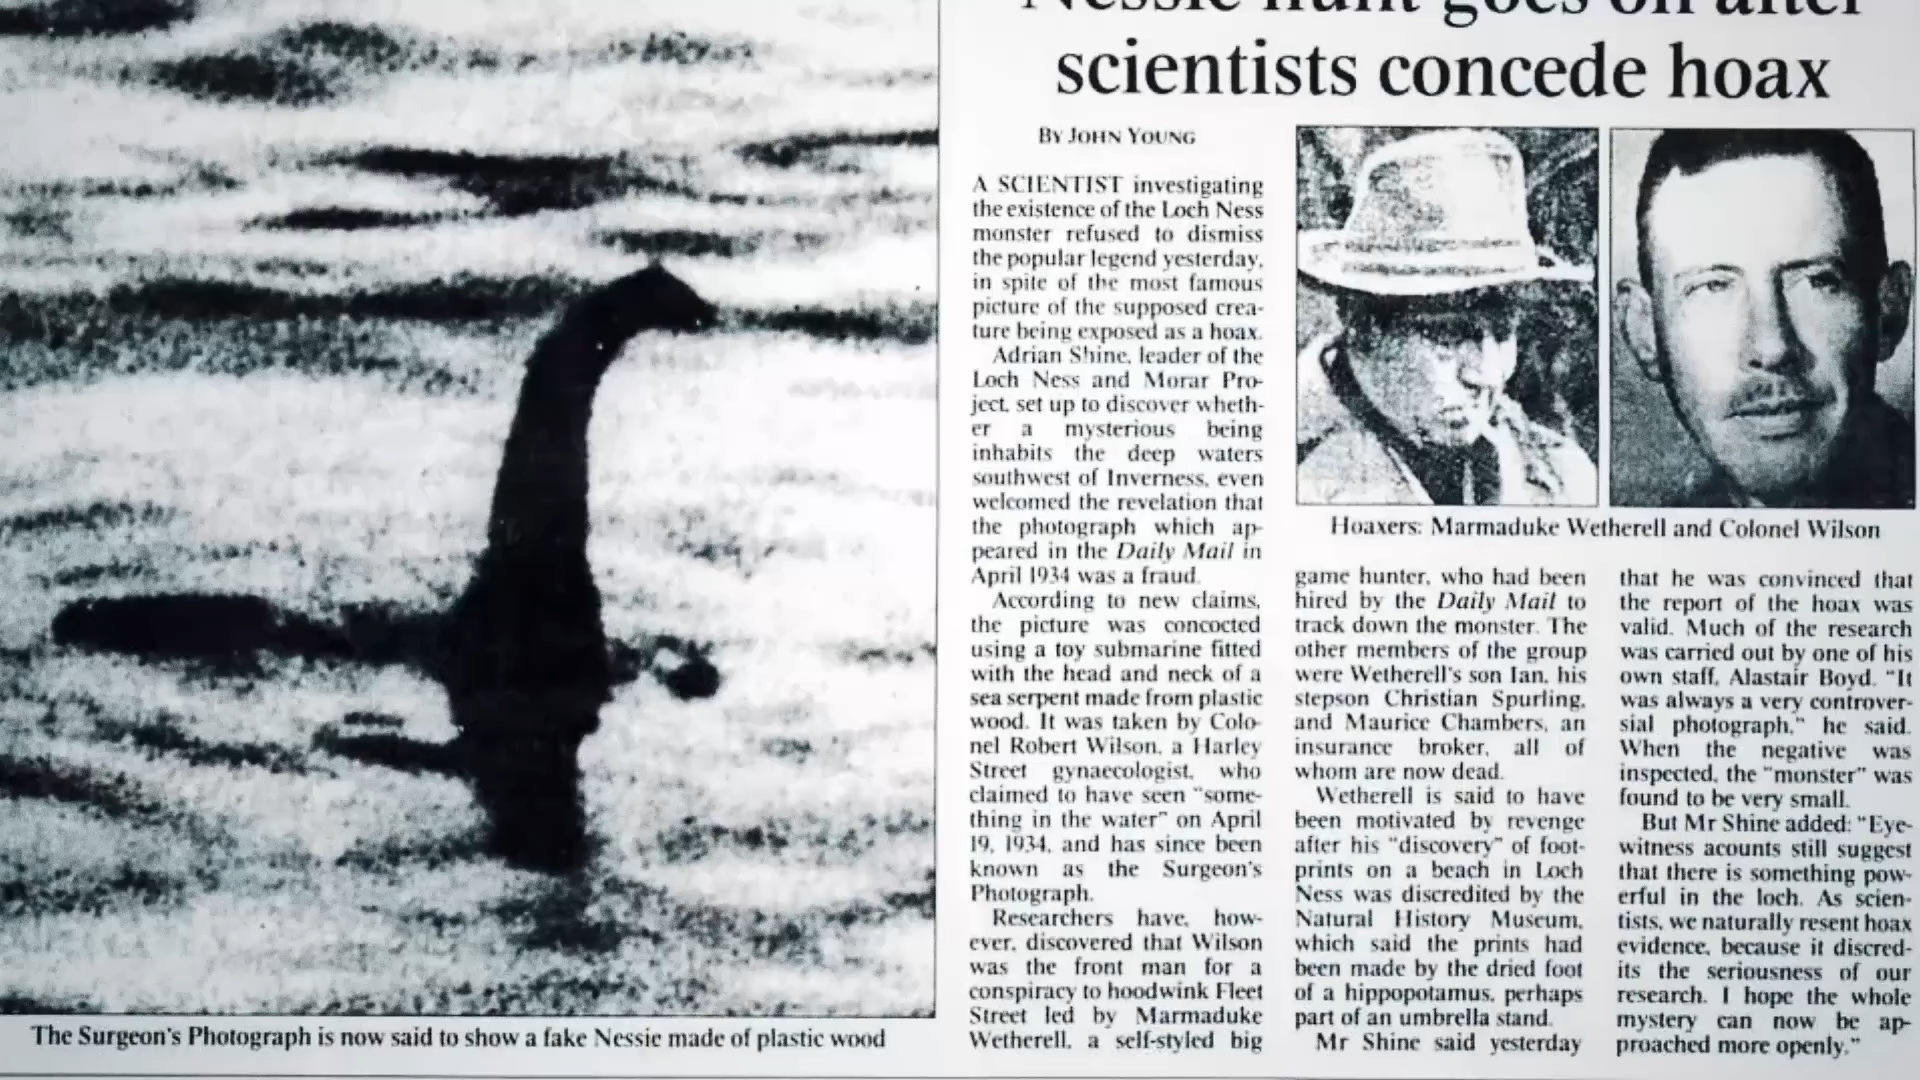 Nessie hunt goes on after
scientists concede hoax
BY JOHN YOUNG
A SCIENTIST investigating
the existence of the Loch Ness
monster refused to dismiss
the popular legend yesterday,
in spite of the most famous
picture of the supposed crea-
ture being exposed as a hoax.
Adrian Shine, leader of the
Loch Ness and Morar Pro-
ject, set up to discover wheth-
er a mysterious being
inhabits the deep waters
southwest of Inverness, even
welcomed the revelation that
the photograph which ap-
peared in the Daily Mail in
April 1934 was a fraud.
According to new claims,
the picture was concocted
using a toy submarine fitted
with the head and neck of a
sea serpent made from plastic
wood. It was taken by Colo-
nel Robert Wilson, a Harley
Street gynaecologist, who
claimed to have seen "some-
thing in the water" on April
19, 1934, and has since been
known as the Surgeon's
Photograph.
Researchers have, how-
ever, discovered that Wilson
was the front man for a
conspiracy to hoodwink Fleet
Street led by Marmaduke
Wetherell, a self-styled big
Hoaxers: Marmaduke Wetherell and Colonel Wilson
game hunter, who had been
hired by the Daily Mail to
track down the monster. The
other members of the group
were Wetherell's son Ian, his
stepson Christian Spurling,
and Maurice Chambers, an
insurance broker, all of
whom are now dead.
Wetherell is said to have
been motivated by revenge
after his "discovery" of foot-
prints on a beach in Loch
Ness was discredited by the
Natural History Museum,
which said the prints had
been made by the dried foot
of a hippopotamus, perhaps
part of an umbrella stand.
Mr Shine said yesterday
that he was convinced that
the report of the hoax was
valid. Much of the research
was carried out by one of his
own staff, Alastair Boyd. "It
was always a very controver-
sial photograph," he said.
When the negative was
inspected, the "monster" was
found to be very small.
But Mr Shine added: "Eye-
witness acounts still suggest
that there is something pow-
erful in the loch. As scien-
tists, we naturally resent hoax
evidence, because it discred-
its the seriousness of our
research. I hope the whole
mystery can now be ap-
proached more openly."
The Surgeon's Photograph is now said to show a fake Nessie made of plastic wood